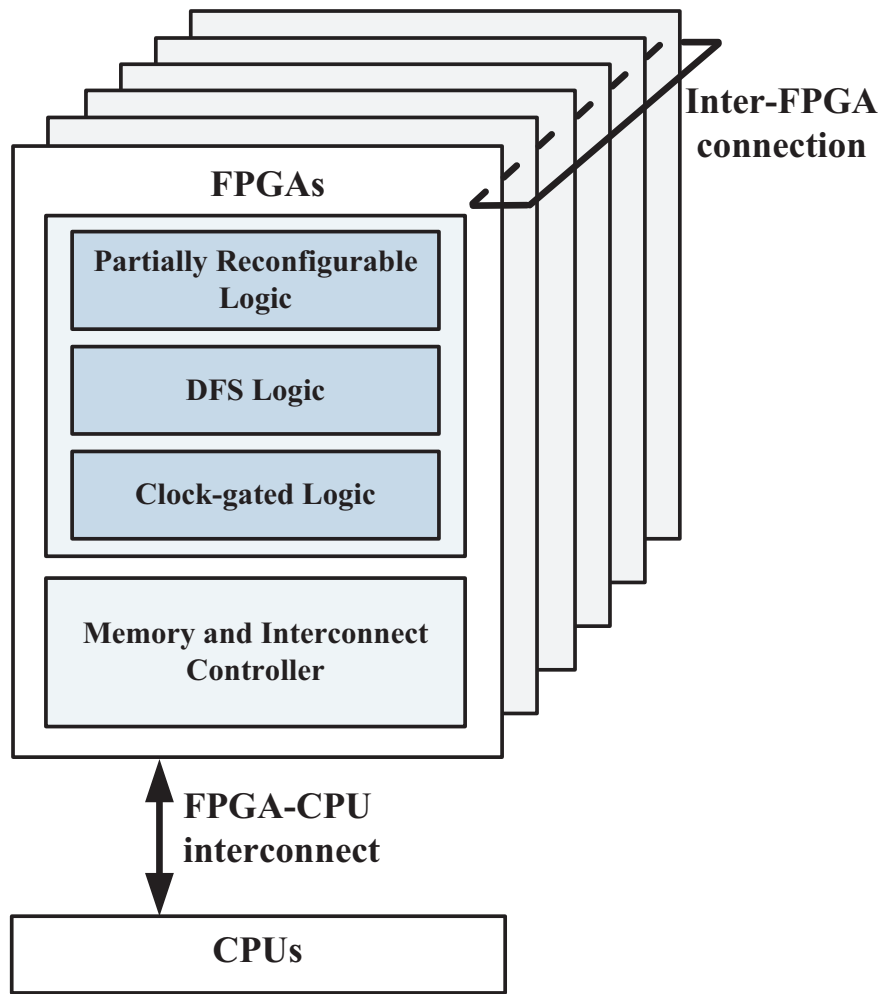 Inter-FPGA
connection
FPGAs
Partially Reconfigurable
Logic
DFS Logic
Clock-gated Logic
Memory and Interconnect
Controller
FPGA-CPU
interconnect
CPUs